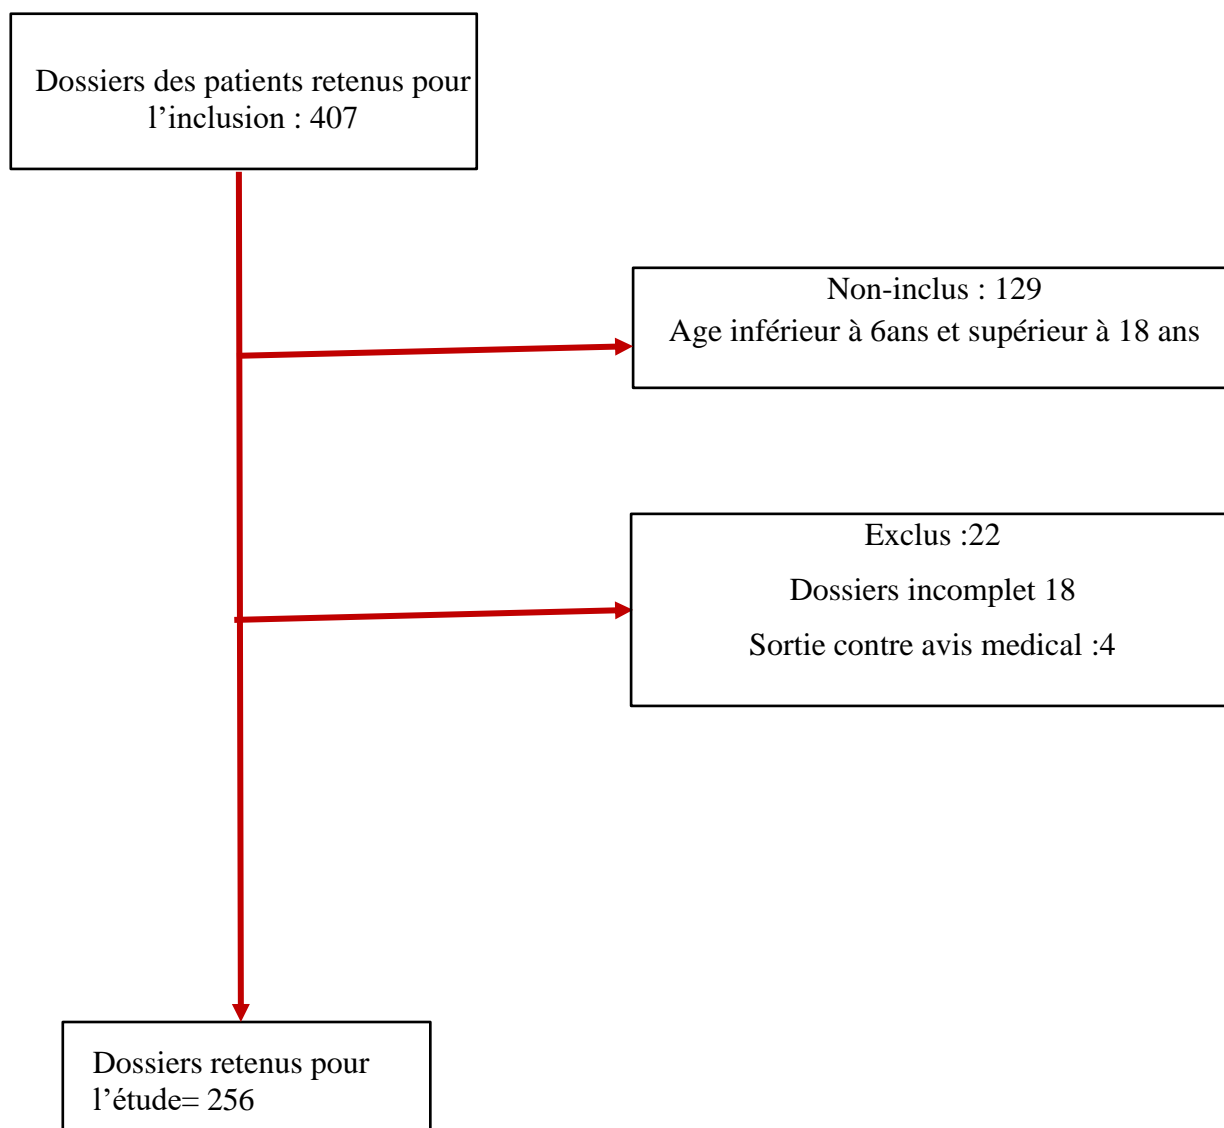 Dossiers des patients retenus pour
l’inclusion : 407
Non-inclus : 129
Age inférieur à 6ans et supérieur à 18 ans
Exclus :22
Dossiers incomplet 18
Sortie contre avis medical :4
Dossiers retenus pour
l’étude= 256